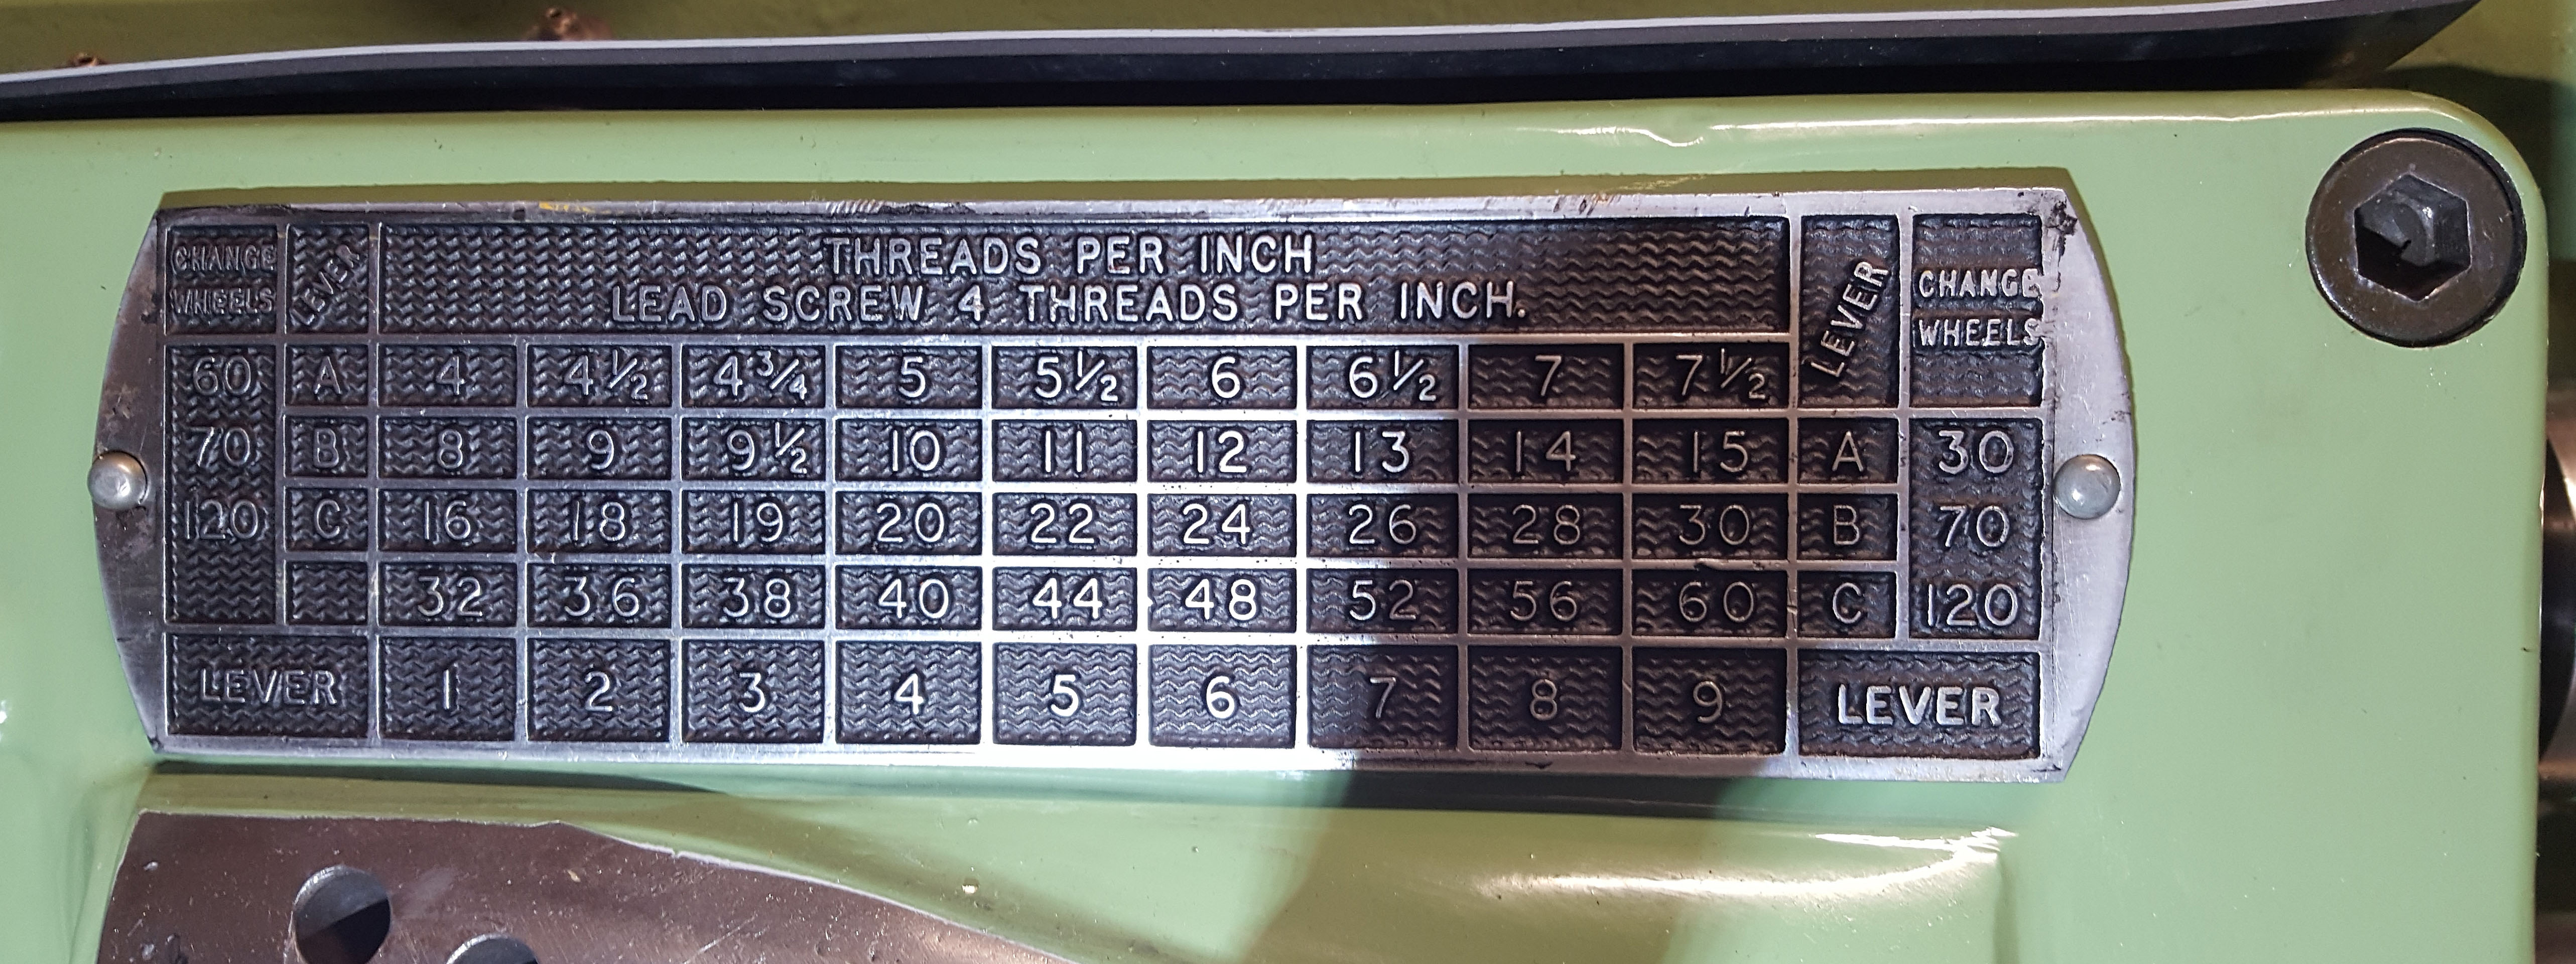 CHANGE WHEELS LEVER THREADS PER INCH LEVER CHANGE WHEELS
LEAD SCREW 4 THREADS PER INCH.
60 A 4 4½ 4¾ 5 5½ 6 6½ 7 7½
70 B 8 9 9½ 10 11 12 13 14 15 A 30
120 C 16 18 19 20 22 24 26 28 30 B 70
32 36 38 40 44 48 52 56 60 C 120
LEVER 1 2 3 4 5 6 7 8 9 LEVER